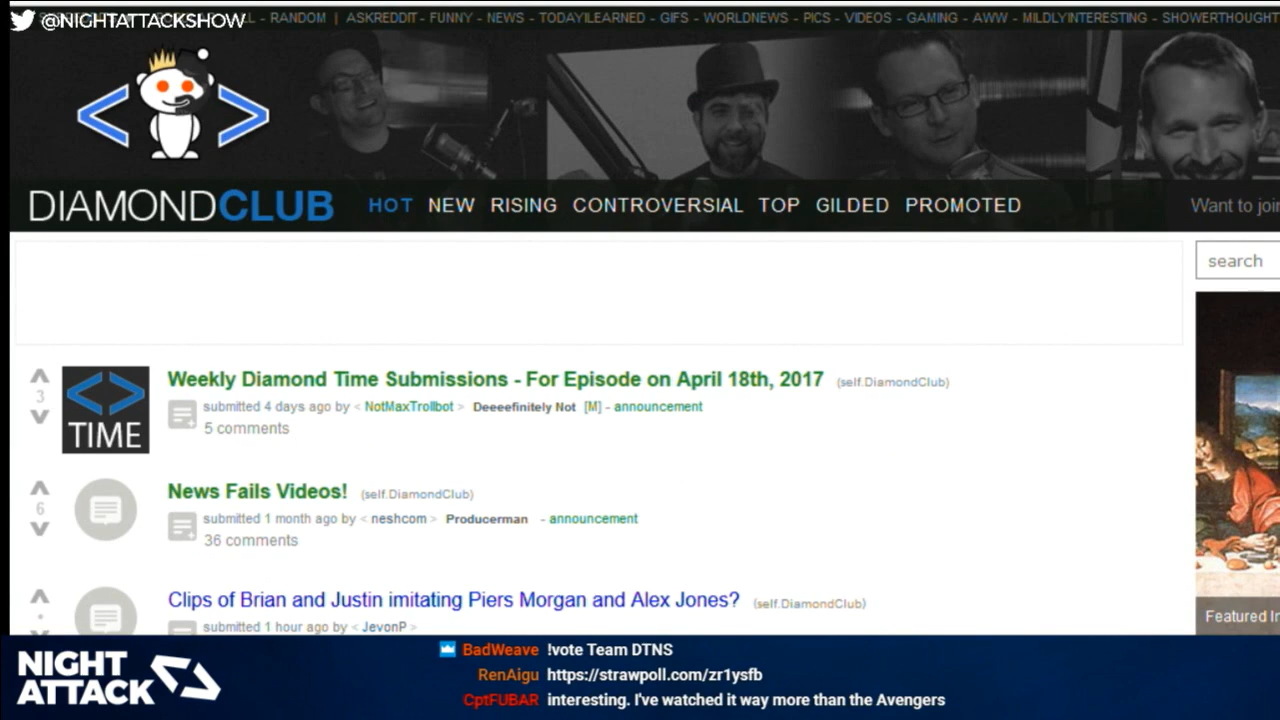 @NIGHTATTACKSHOW
- RANDOM | ASKREDDIT - FUNNY - NEWS - TODAYILEARNED - GIFS - WORLDNEWS - PICS - VIDEOS - GAMING - AWW - MILDLYINTERESTING - SHOWERTHOUGHT
DIAMONDCLUB HOT NEW RISING CONTROVERSIAL TOP GILDED PROMOTED Want to joi
search
Weekly Diamond Time Submissions - For Episode on April 18th, 2017 (self.DiamondClub)
3
submitted 4 days ago by < NotMaxTrollbot > Deeeefinitely Not [M] - announcement
TIME
5 comments
News Fails Videos! (self.DiamondClub)
6
submitted 1 month ago by < neshcom > Producerman - announcement
36 comments
Clips of Brian and Justin imitating Piers Morgan and Alex Jones? (self.DiamondClub)
submitted 1 hour ago by < JevonP >
Featured In
NIGHT
ATTACK
BadWeave !vote Team DTNS
RenAigu https://strawpoll.com/zr1ysfb
CptFUBAR interesting. I've watched it way more than the Avengers